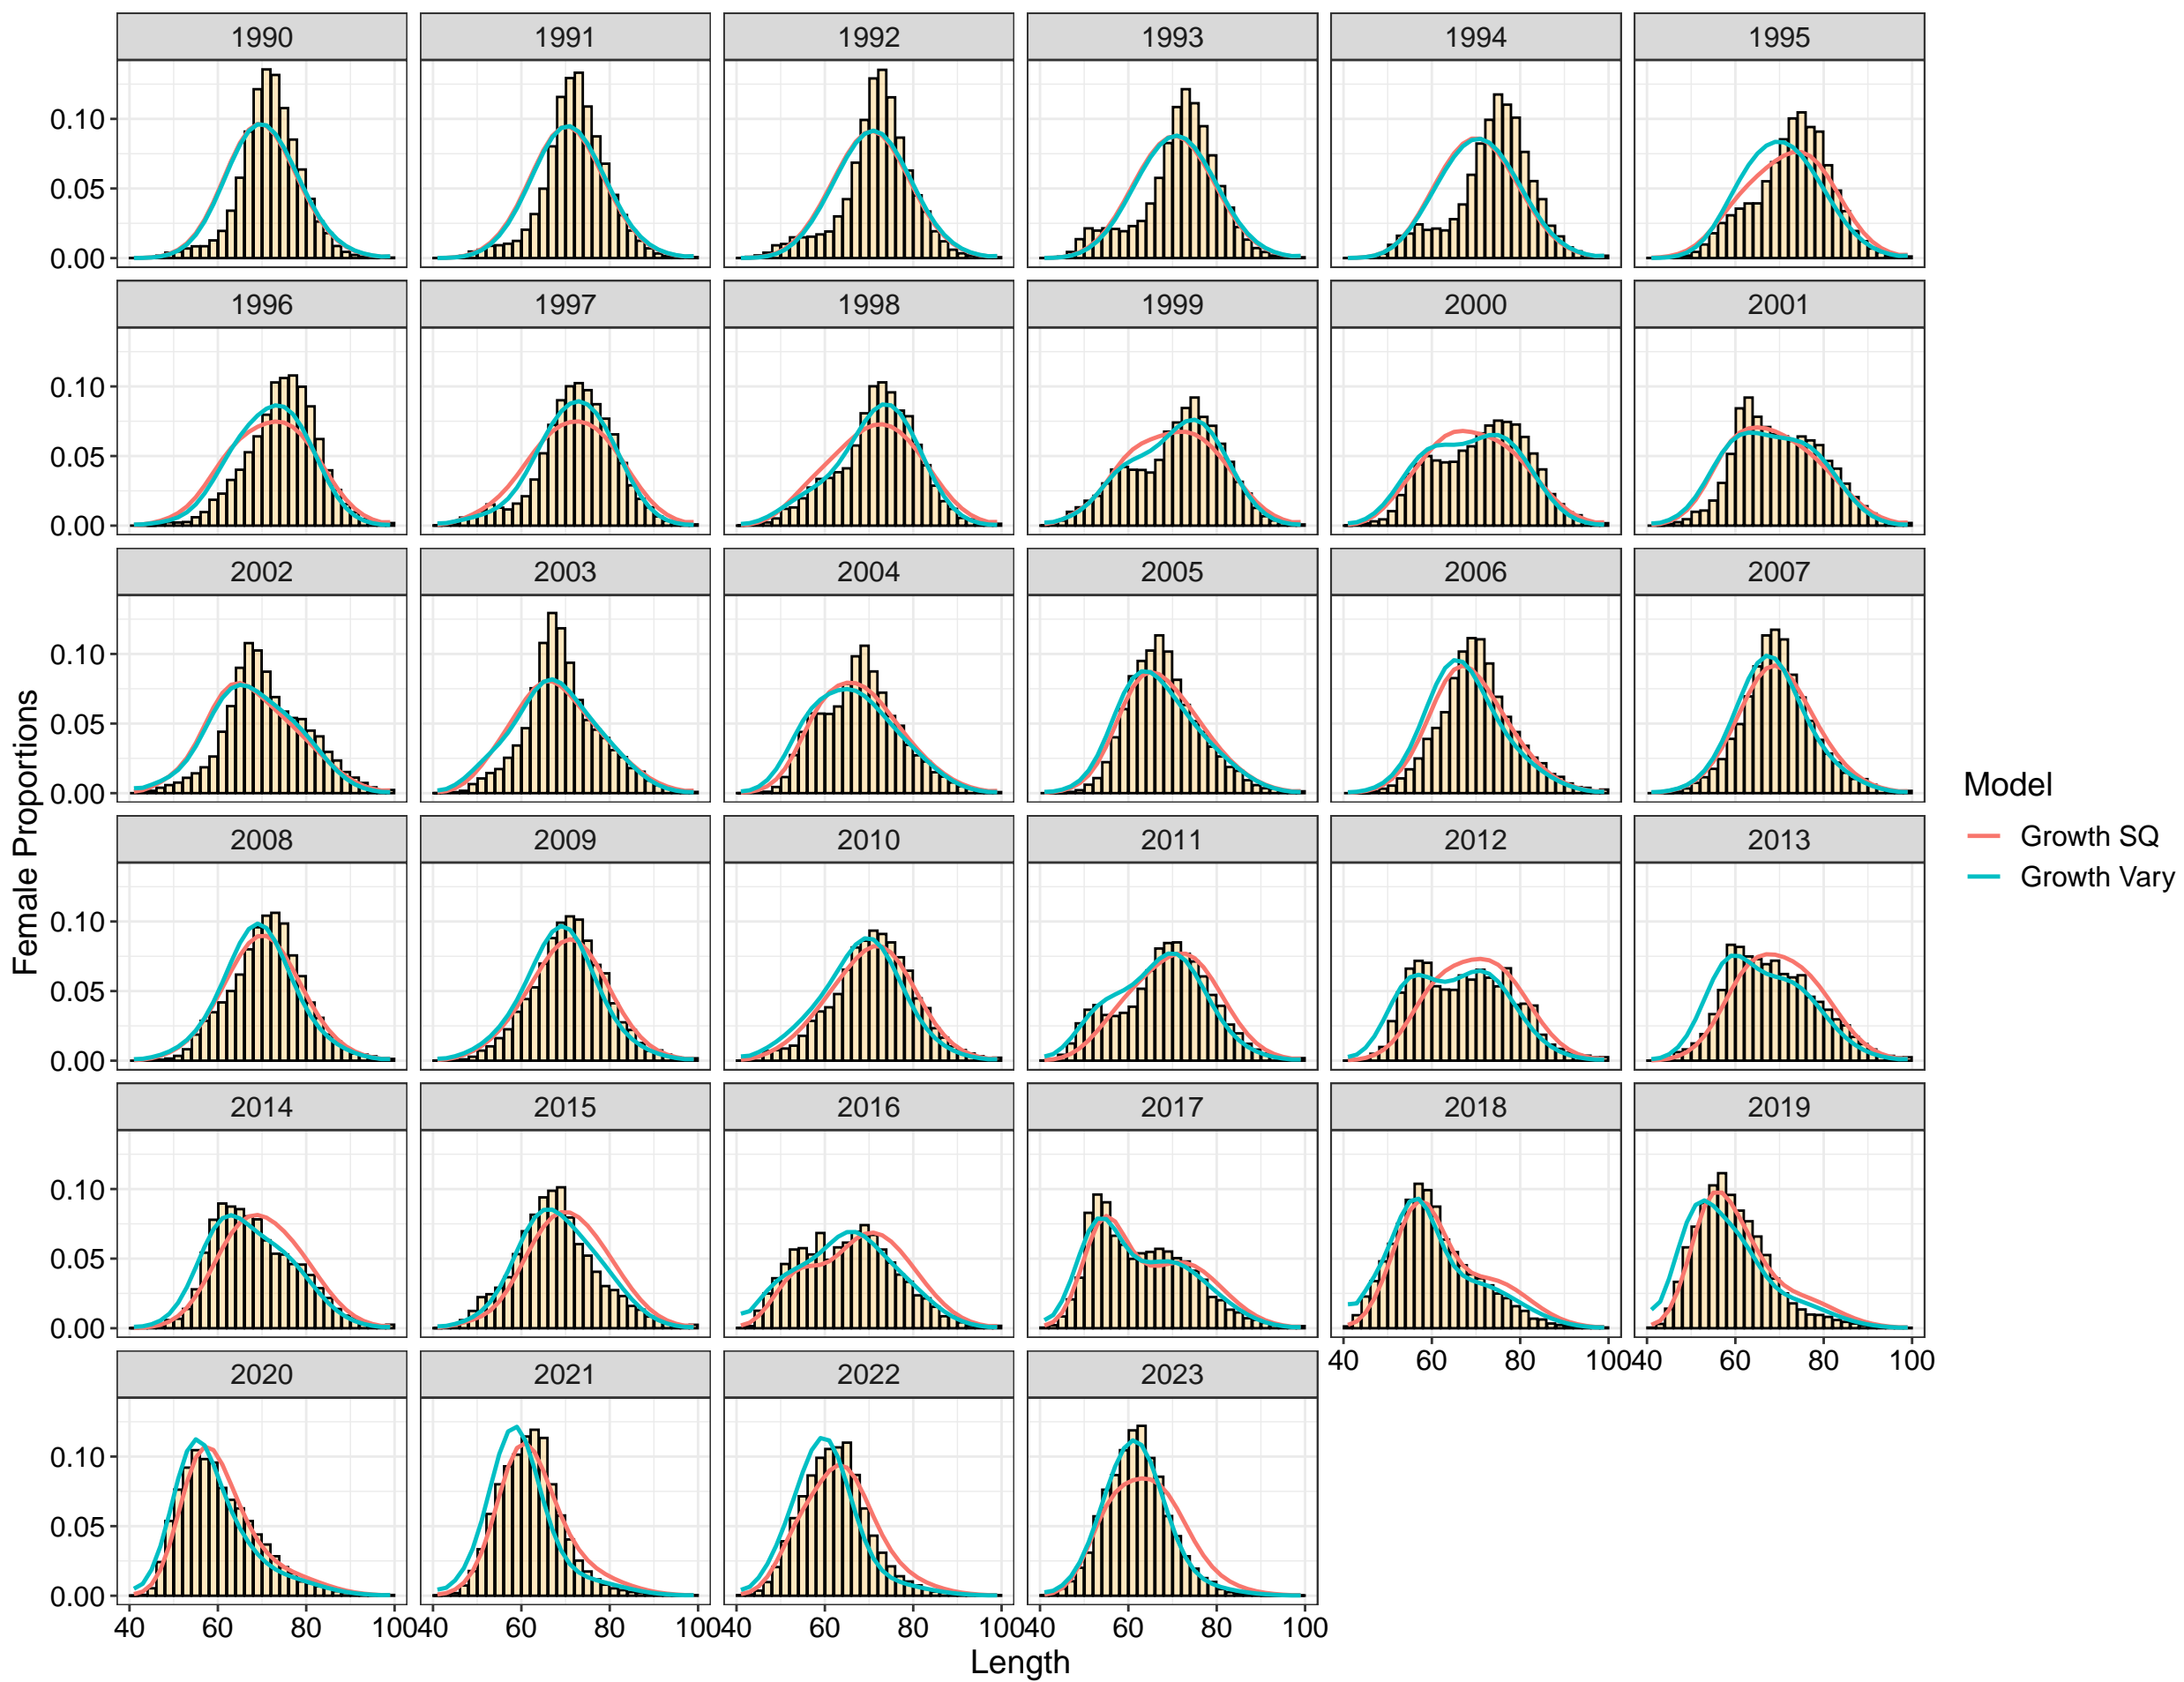 1990 1991 1992 1993 1994 1995
0.10
0.05
0.00
1996 1997 1998 1999 2000 2001
0.10
0.05
0.00
2002 2003 2004 2005 2006 2007
0.10
0.05
0.00
2008 2009 2010 2011 2012 2013
0.10
0.05
0.00
2014 2015 2016 2017 2018 2019
0.10
0.05
0.00
40 60 80 100 40 60 80 100
2020 2021 2022 2023
0.10
0.05
0.00
40 60 80 100 40 60 80 100 40 60 80 100 40 60 80 100
Length
Female Proportions
Model
Growth SQ
Growth Vary